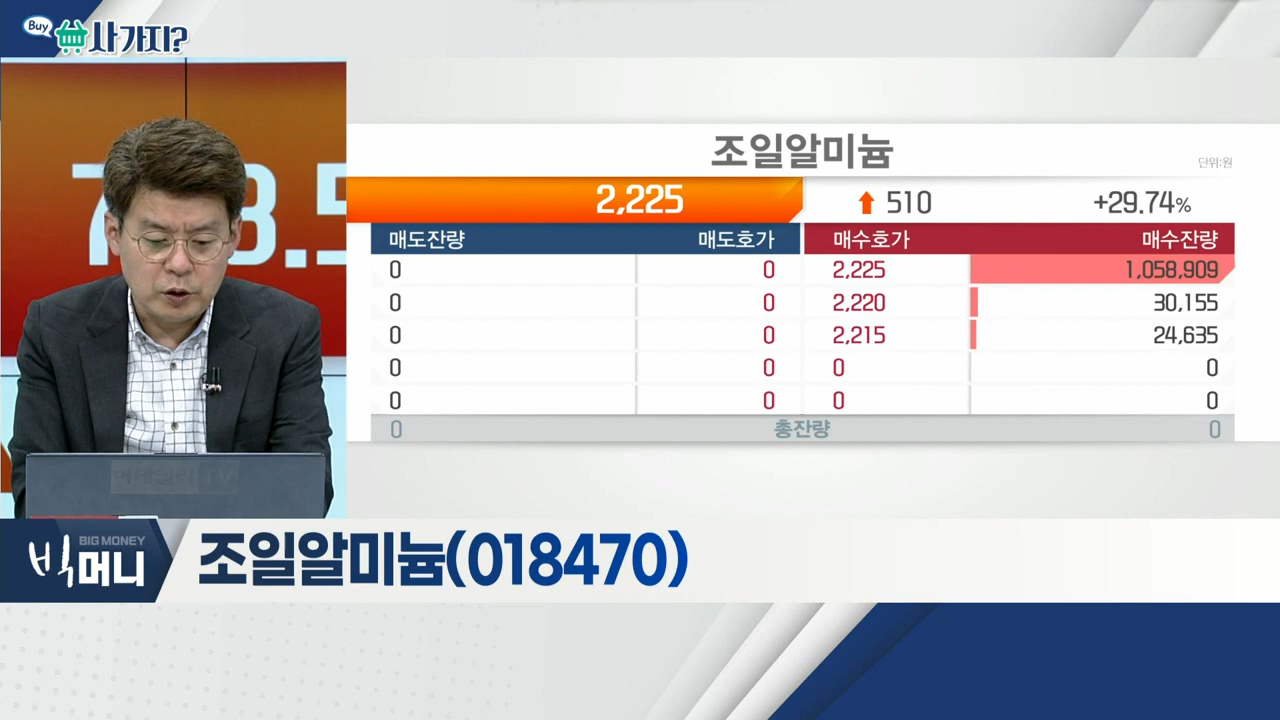 Buy
사가지?
조일알미늄
단위:원
2,225 510 +29.74%
매도잔량 매도호가 매수호가 매수잔량
0 0 2,225 1,058,909
0 0 2,220 30,155
0 0 2,215 24,635
0 0 0 0
0 0 0 0
0 총잔량 0
BIG MONEY
빅머니
조일알미늄(018470)